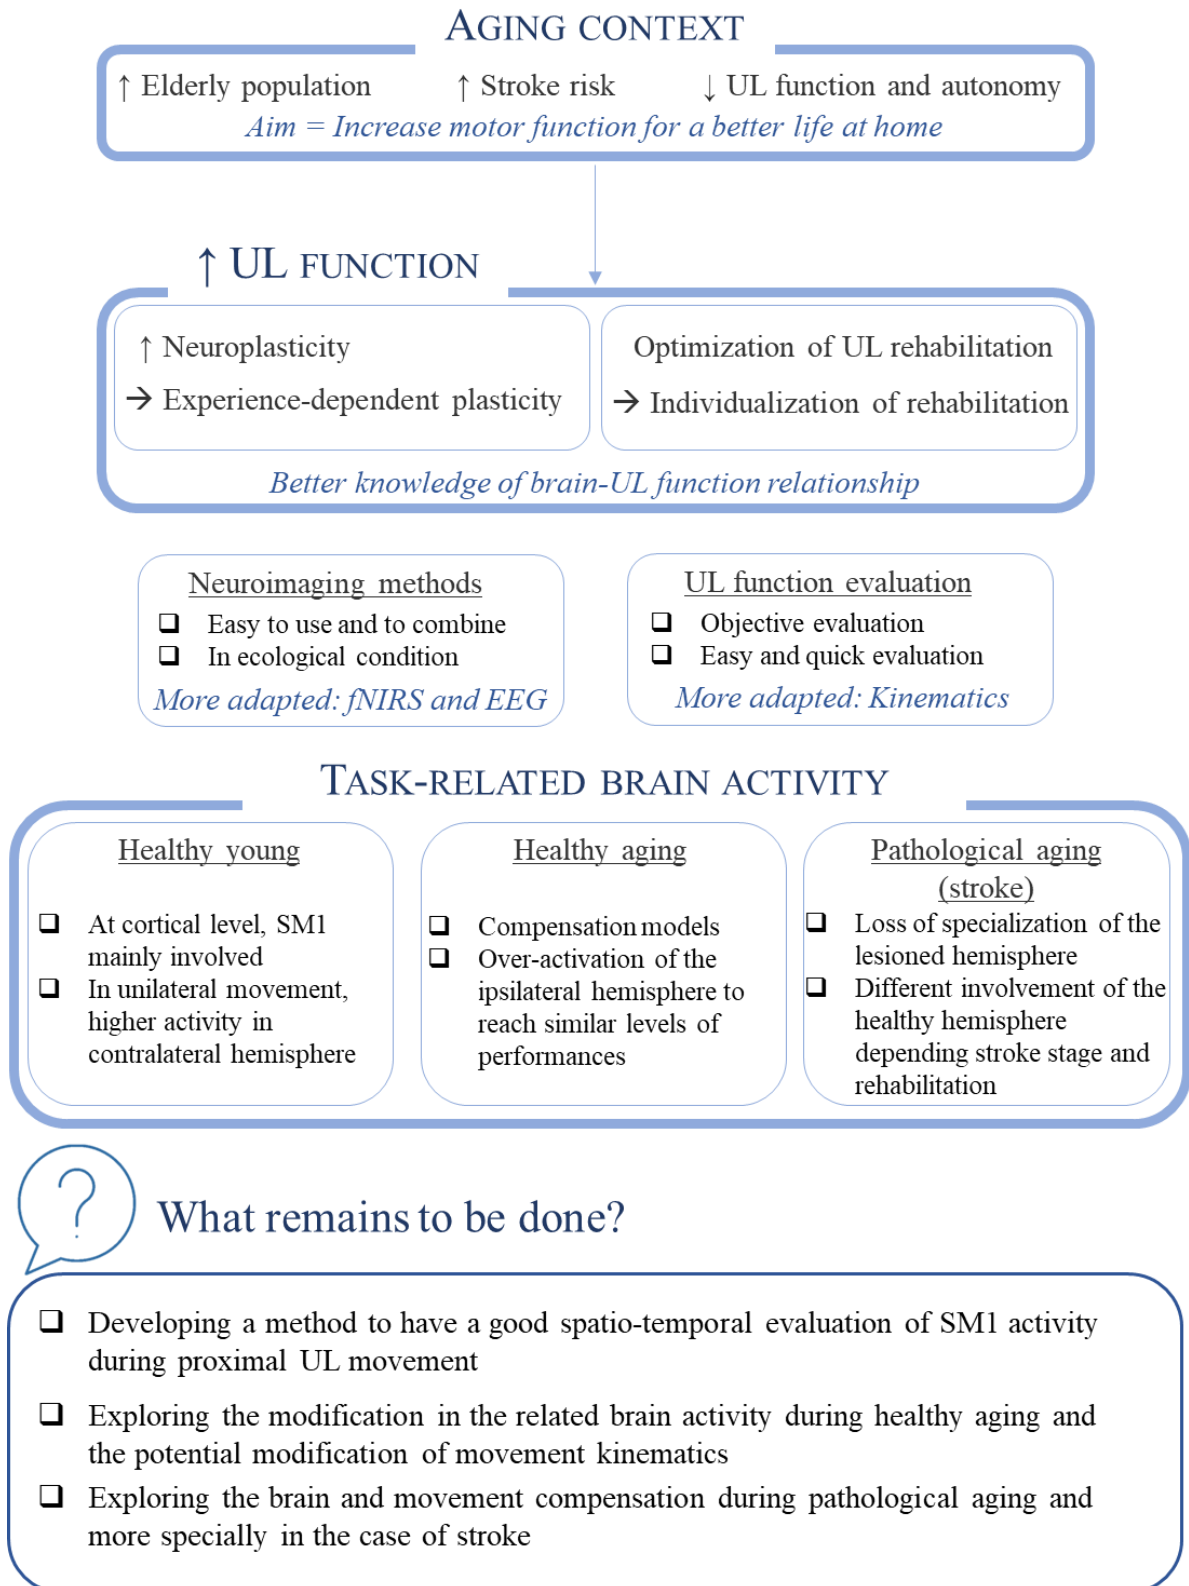 AGING CONTEXT
↑ Elderly population ↑ Stroke risk ↓ UL function and autonomy
Aim = Increase motor function for a better life at home
↑ UL FUNCTION
↑ Neuroplasticity
→ Experience-dependent plasticity
Optimization of UL rehabilitation
→ Individualization of rehabilitation
Better knowledge of brain-UL function relationship
Neuroimaging methods
❑ Easy to use and to combine
❑ In ecological condition
More adapted: fNIRS and EEG
UL function evaluation
❑ Objective evaluation
❑ Easy and quick evaluation
More adapted: Kinematics
TASK-RELATED BRAIN ACTIVITY
Healthy young
❑ At cortical level, SM1
mainly involved
❑ In unilateral movement,
higher activity in
contralateral hemisphere
Healthy aging
❑ Compensation models
❑ Over-activation of the
ipsilateral hemisphere to
reach similar levels of
performances
Pathological aging
(stroke)
❑ Loss of specialization of the
lesioned hemisphere
❑ Different involvement of the
healthy hemisphere
depending stroke stage and
rehabilitation
?
What remains to be done?
❑ Developing a method to have a good spatio-temporal evaluation of SM1 activity
during proximal UL movement
❑ Exploring the modification in the related brain activity during healthy aging and
the potential modification of movement kinematics
❑ Exploring the brain and movement compensation during pathological aging and
more specially in the case of stroke